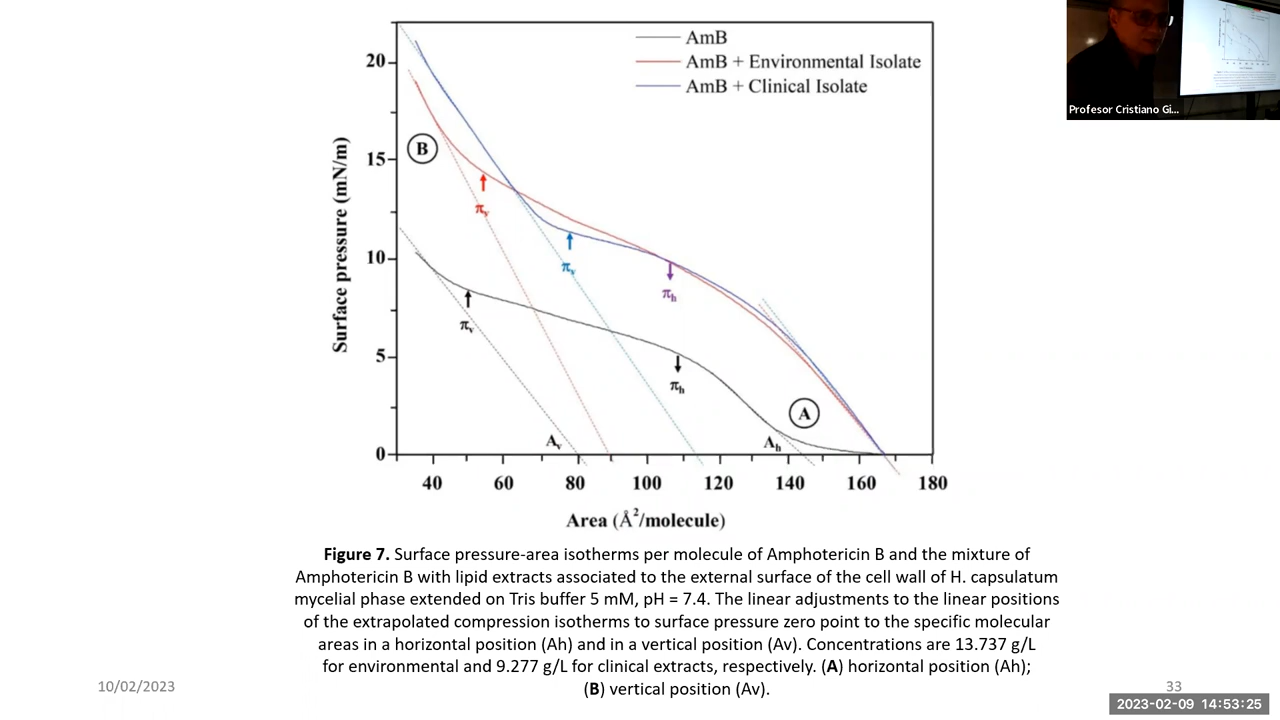 AmB
AmB + Environmental Isolate
AmB + Clinical Isolate
20
15
10
5
0
Surface pressure (mN/m)
B
πv
πv
πh
πv
πh
A
Av
Ah
40 60 80 100 120 140 160 180
Area (Å²/molecule)
Figure 7. Surface pressure-area isotherms per molecule of Amphotericin B and the mixture of
Amphotericin B with lipid extracts associated to the external surface of the cell wall of H. capsulatum
mycelial phase extended on Tris buffer 5 mM, pH = 7.4. The linear adjustments to the linear positions
of the extrapolated compression isotherms to surface pressure zero point to the specific molecular
areas in a horizontal position (Ah) and in a vertical position (Av). Concentrations are 13.737 g/L
for environmental and 9.277 g/L for clinical extracts, respectively. (A) horizontal position (Ah);
(B) vertical position (Av).
10/02/2023
33
Profesor Cristiano Gi...
2023-02-09 14:53:25